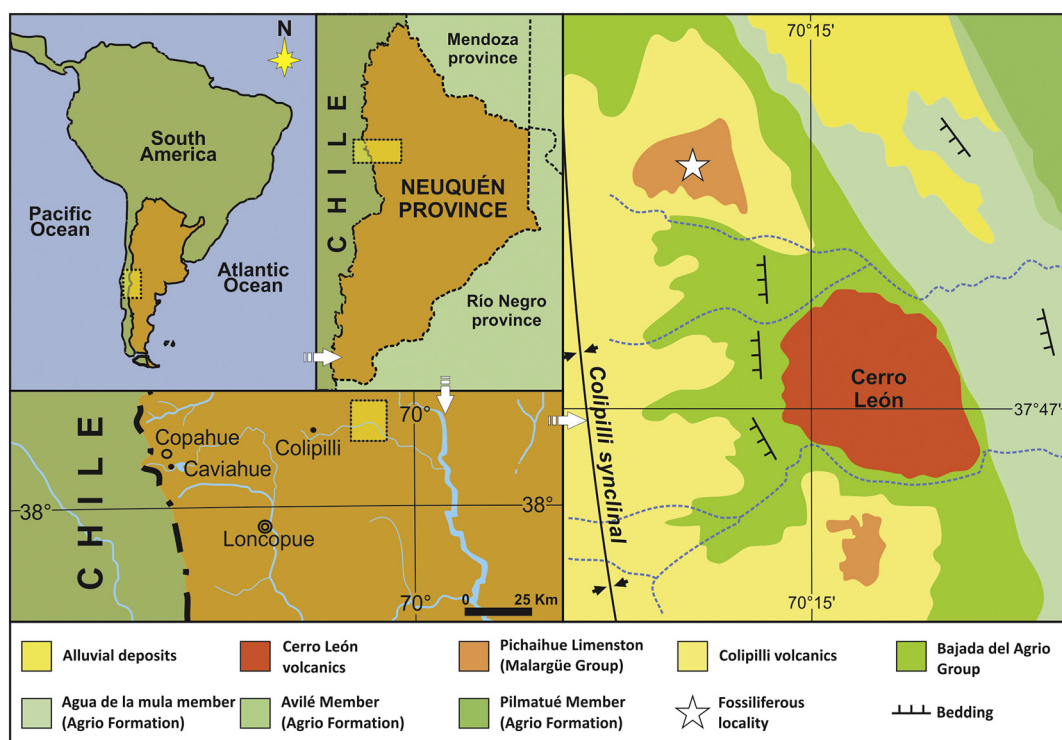 N
South
America
Pacific
Ocean
Atlantic
Ocean
CHILE
Mendoza
province
NEUQUÉN
PROVINCE
Río Negro
province
CHILE
Copahue
Caviahue
Colipilli
Loncopue
70°
38°
38°
70°
0 25 Km
70°15'
Colipilli synclinal
Cerro
León
37°47'
70°15'
Alluvial deposits
Cerro León
volcanics
Pichaihue Limenston
(Malargüe Group)
Colipilli volcanics
Bajada del Agrio
Group
Agua de la mula member
(Agrio Formation)
Avilé Member
(Agrio Formation)
Pilmatué Member
(Agrio Formation)
Fossiliferous
locality
Bedding